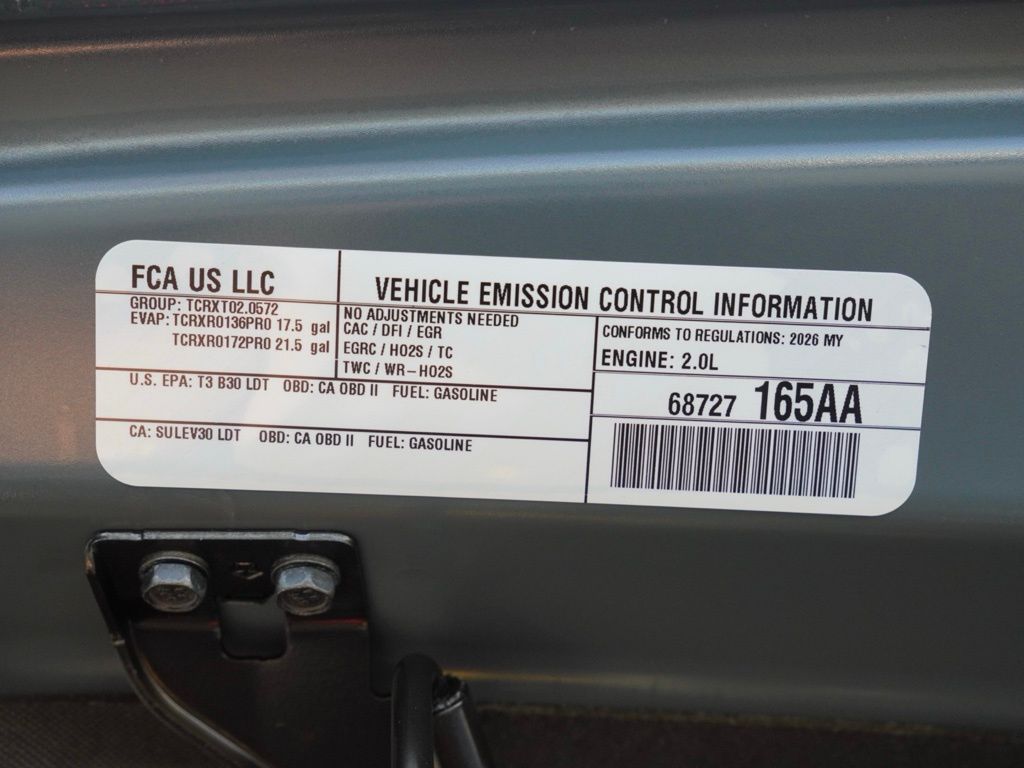 FCA US LLC
VEHICLE EMISSION CONTROL INFORMATION
GROUP: TCRXT02.0572
EVAP: TCRXR0136PR0 17.5 gal
TCRXR0172PR0 21.5 gal
NO ADJUSTMENTS NEEDED
CAC / DFI / EGR
EGRC / HO2S / TC
TWC / WR-HO2S
CONFORMS TO REGULATIONS: 2026 MY
ENGINE: 2.0L
U.S. EPA: T3 B30 LDT OBD: CA OBD II FUEL: GASOLINE
68727 165AA
CA: SULEV30 LDT OBD: CA OBD II FUEL: GASOLINE